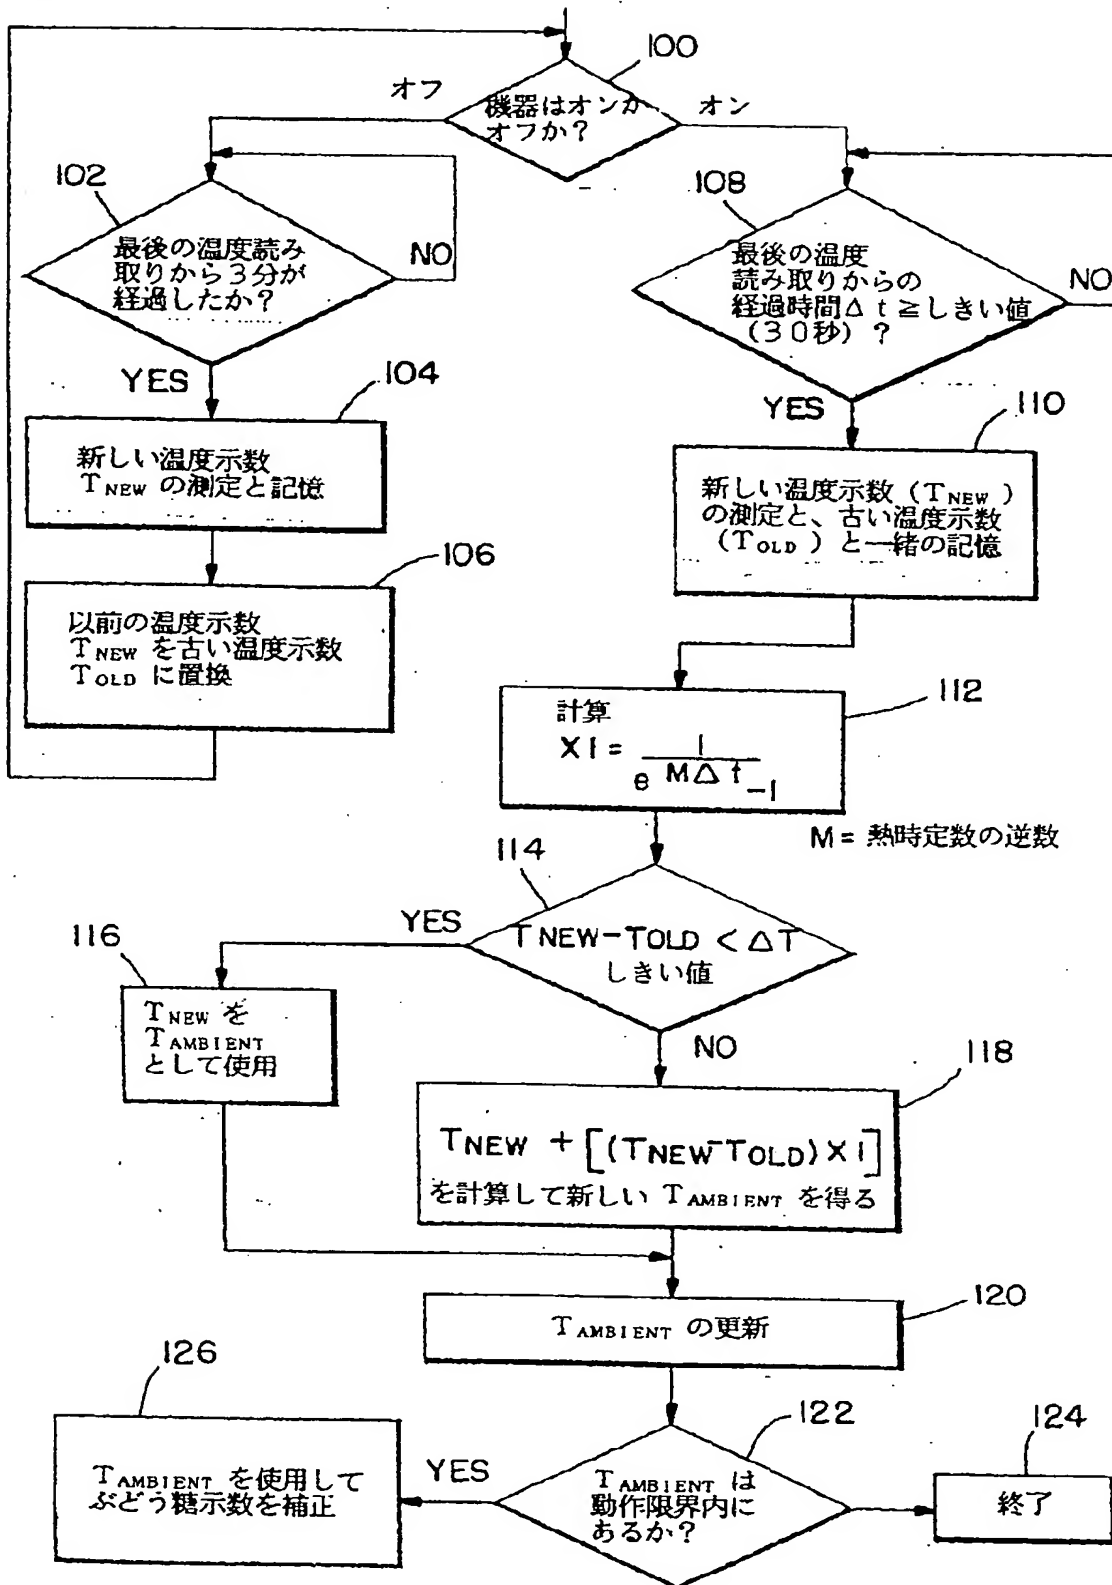 100
オフ
機器はオンか
オフか?
オン
102
最後の温度読み
取りから3分が
経過したか?
NO
YES
104
新しい温度示数
TNEW の測定と記憶
106
以前の温度示数
TNEW を古い温度示数
TOLD に置換
108
最後の温度
読み取りからの
経過時間Δt≧しきい値
(30秒)?
NO
YES
110
新しい温度示数(TNEW)
の測定と、古い温度示数
(TOLD)と一緒の記憶
112
計算
X1 = 1 / e MΔt -1
M = 熱時定数の逆数
114
TNEW-TOLD < ΔT
しきい値
YES
NO
116
TNEW を
TAMBIENT
として使用
118
TNEW + [(TNEW-TOLD) X1]
を計算して新しい TAMBIENT を得る
120
TAMBIENT の更新
122
TAMBIENT は
動作限界内に
あるか?
YES
124
終了
126
TAMBIENT を使用して
ぶどう糖示数を補正